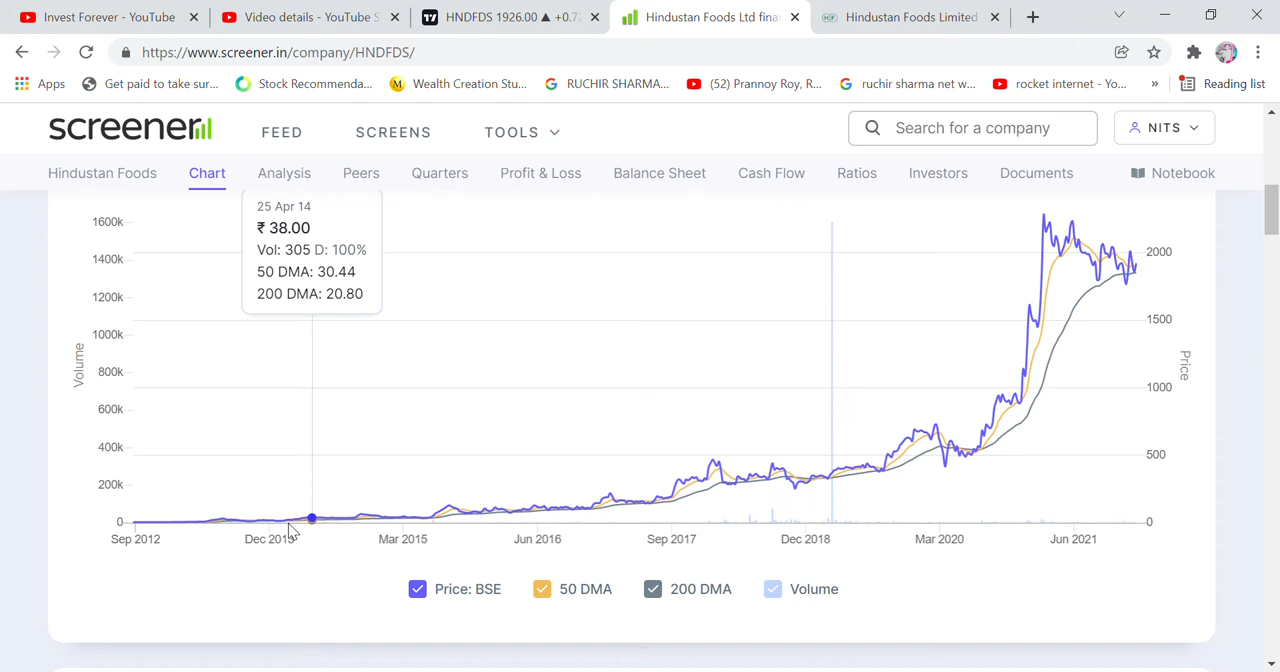 Invest Forever - YouTube
Video details - YouTube S
HNDFDS 1926.00 ▲ +0.7
Hindustan Foods Ltd fina
Hindustan Foods Limited
https://www.screener.in/company/HNDFDS/
Apps
Get paid to take sur...
Stock Recommenda...
Wealth Creation Stu...
RUCHIR SHARMA...
(52) Prannoy Roy, R...
ruchir sharma net w...
rocket internet - Yo...
»
Reading list
screener
FEED
SCREENS
TOOLS
Search for a company
NITS
Hindustan Foods
Chart
Analysis
Peers
Quarters
Profit & Loss
Balance Sheet
Cash Flow
Ratios
Investors
Documents
Notebook
25 Apr 14
₹ 38.00
Vol: 305 D: 100%
50 DMA: 30.44
200 DMA: 20.80
1600k
1400k
1200k
1000k
800k
600k
400k
200k
0
Volume
2000
1500
1000
500
0
Price
Sep 2012
Dec 2013
Mar 2015
Jun 2016
Sep 2017
Dec 2018
Mar 2020
Jun 2021
Price: BSE
50 DMA
200 DMA
Volume